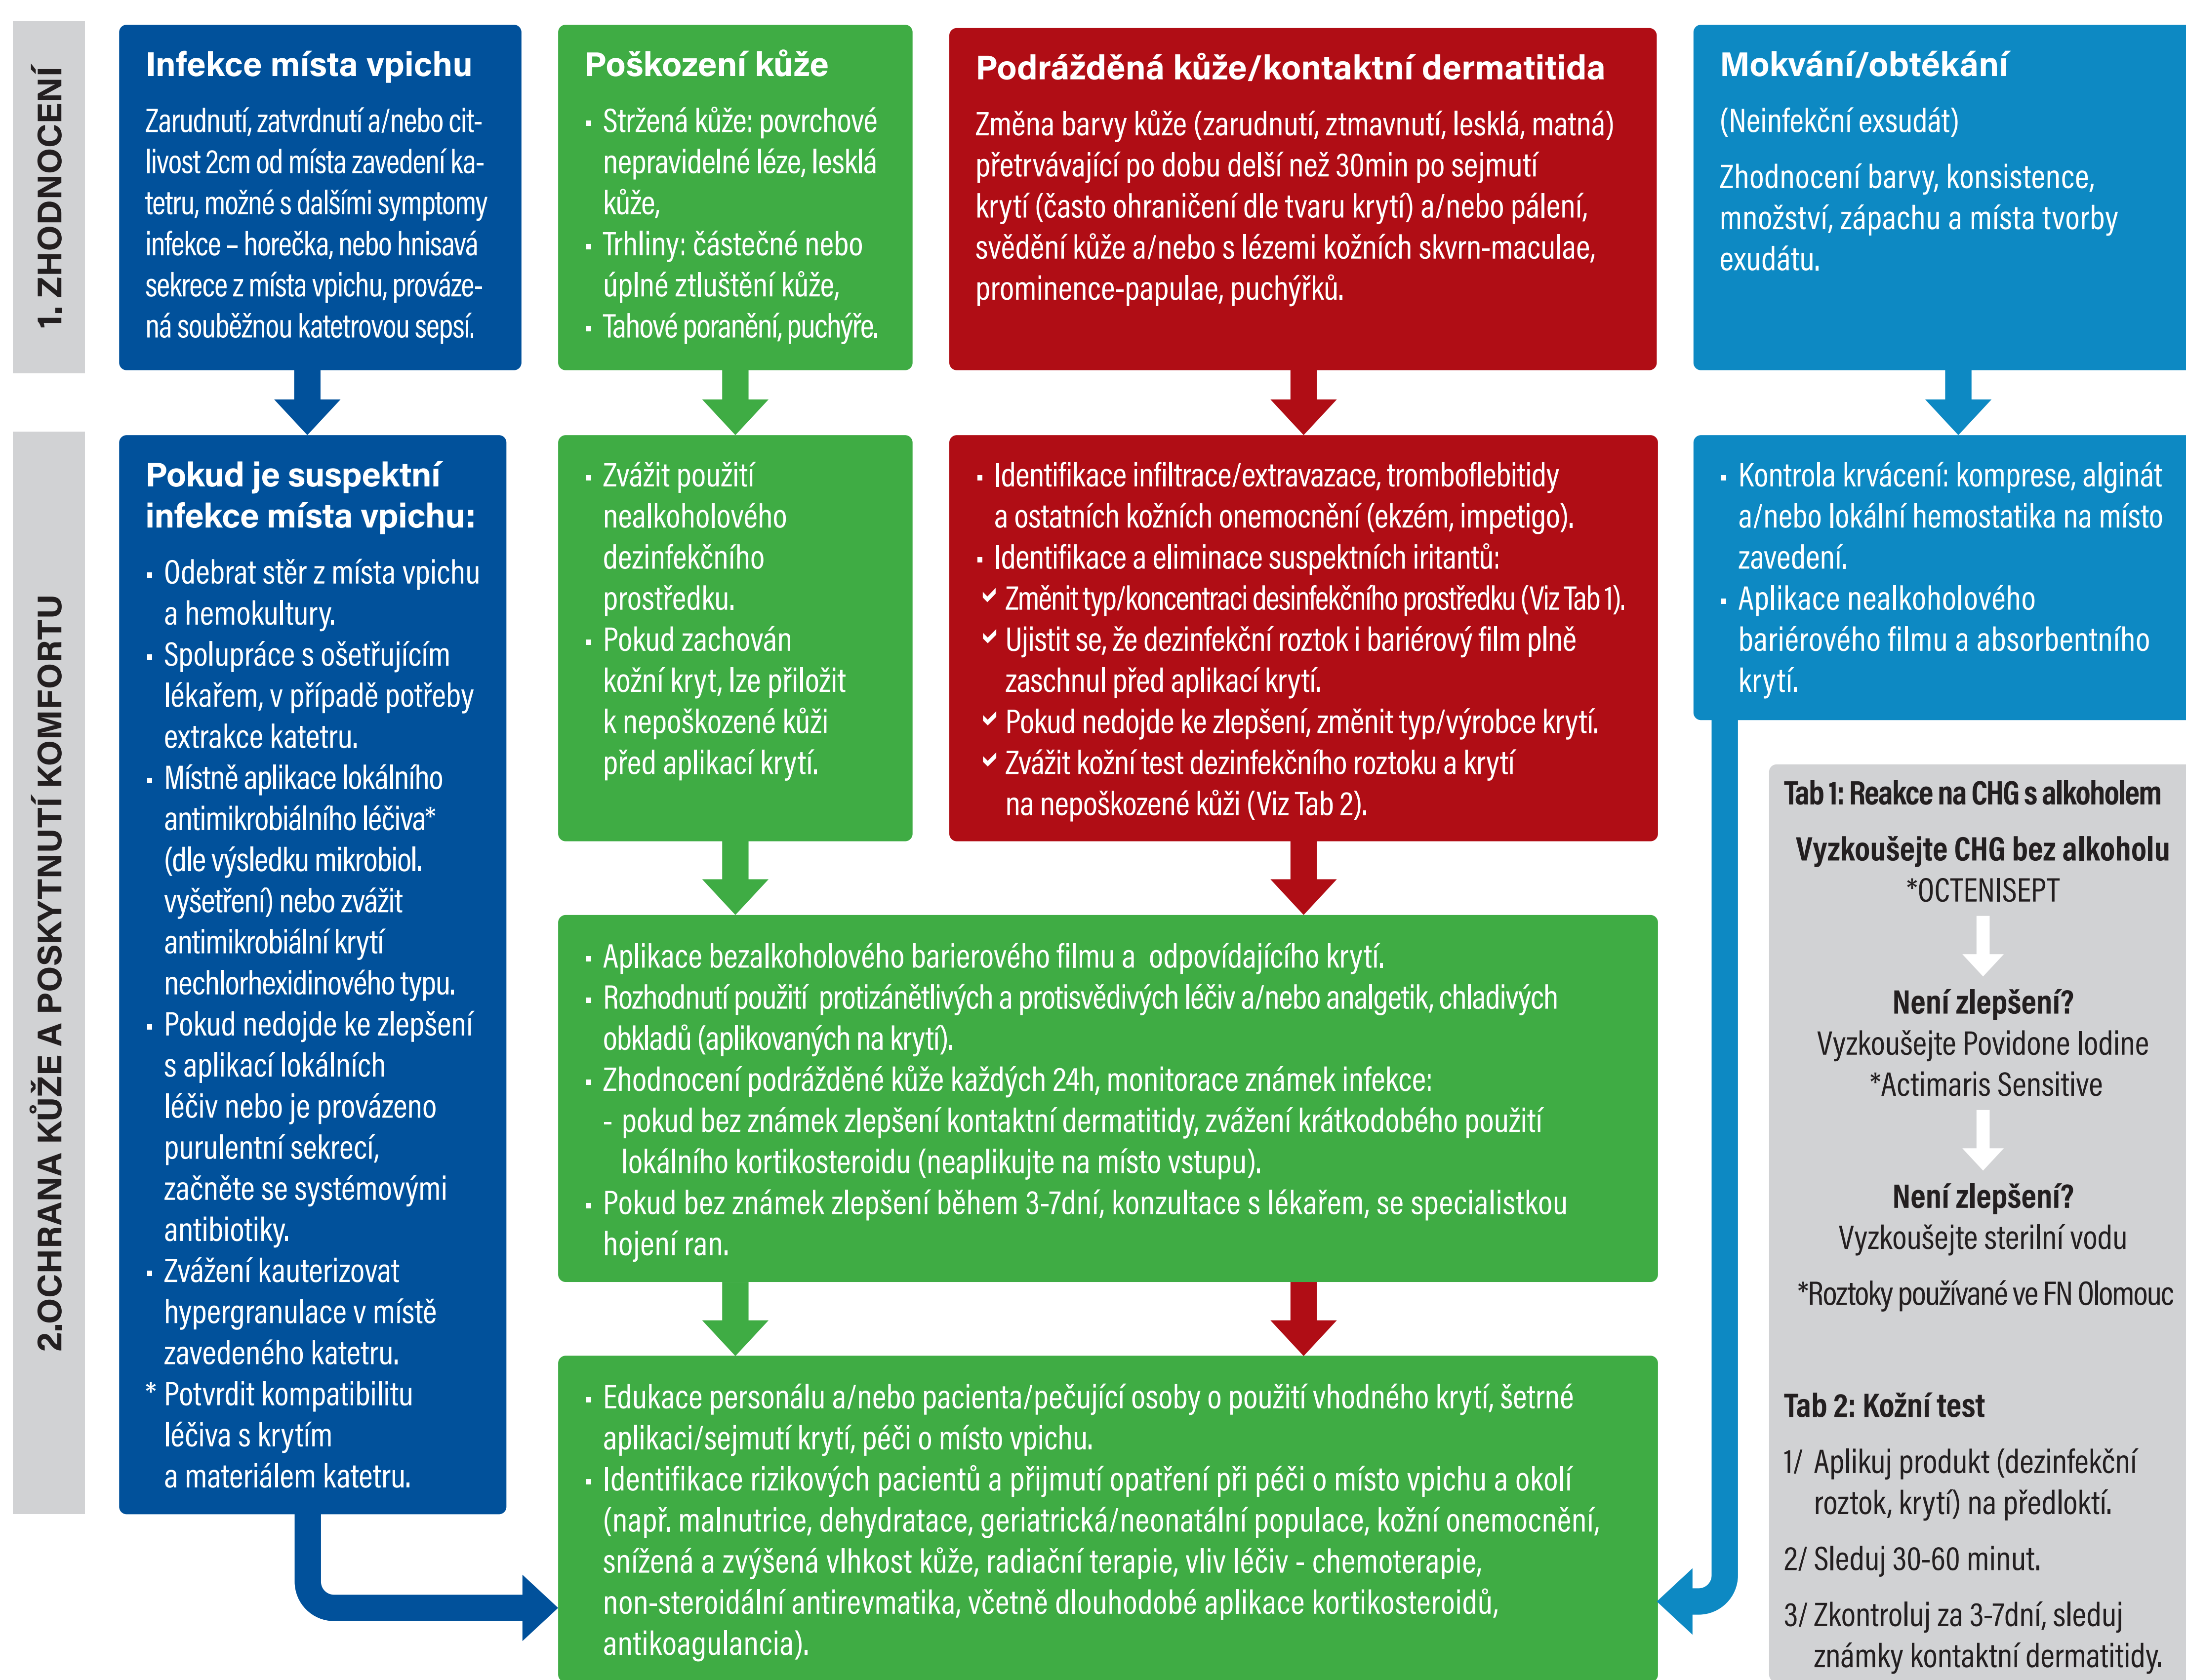 1. ZHODNOCENÍ
Infekce místa vpichu
Zarudnutí, zatvrdnutí a/nebo cit-
livost 2cm od místa zavedení ka-
tetru, možné s dalšími symptomy
infekce – horečka, nebo hnisavá
sekrece z místa vpichu, prováze-
ná souběžnou katetrovou sepsí.
Poškození kůže
· Stržená kůže: povrchové
nepravidelné léze, lesklá
kůže,
· Trhliny: částečné nebo
úplné ztluštění kůže,
· Tahové poranění, puchýře.
Podrážděná kůže/kontaktní dermatitida
Změna barvy kůže (zarudnutí, ztmavnutí, lesklá, matná)
přetrvávající po dobu delší než 30min po sejmutí
krytí (často ohraničení dle tvaru krytí) a/nebo pálení,
svědění kůže a/nebo s lézemi kožních skvrn-maculae,
prominence-papulae, puchýřků.
Mokvání/obtékání
(Neinfekční exsudát)
Zhodnocení barvy, konsistence,
množství, zápachu a místa tvorby
exudátu.
2.OCHRANA KŮŽE A POSKYTNUTÍ KOMFORTU
Pokud je suspektní
infekce místa vpichu:
· Odebrat stěr z místa vpichu
a hemokultury.
· Spolupráce s ošetřujícím
lékařem, v případě potřeby
extrakce katetru.
· Místně aplikace lokálního
antimikrobiálního léčiva*
(dle výsledku mikrobiol.
vyšetření) nebo zvážit
antimikrobiální krytí
nechlorhexidinového typu.
· Pokud nedojde ke zlepšení
s aplikací lokálních
léčiv nebo je provázeno
purulentní sekrecí,
začněte se systémovými
antibiotiky.
· Zvážení kauterizovat
hypergranulace v místě
zavedeného katetru.
* Potvrdit kompatibilitu
léčiva s krytím
a materiálem katetru.
· Zvážit použití
nealkoholového
dezinfekčního
prostředku.
· Pokud zachován
kožní kryt, lze přiložit
k nepoškozené kůži
před aplikací krytí.
· Identifikace infiltrace/extravazace, tromboflebitidy
a ostatních kožních onemocnění (ekzém, impetigo).
· Identifikace a eliminace suspektních iritantů:
✓ Změnit typ/koncentraci desinfekčního prostředku (Viz Tab 1).
✓ Ujistit se, že dezinfekční roztok i bariérový film plně
zaschnul před aplikací krytí.
✓ Pokud nedojde ke zlepšení, změnit typ/výrobce krytí.
✓ Zvážit kožní test dezinfekčního roztoku a krytí
na nepoškozené kůži (Viz Tab 2).
· Kontrola krvácení: komprese, alginát
a/nebo lokální hemostatika na místo
zavedení.
· Aplikace nealkoholového
bariérového filmu a absorbentního
krytí.
· Aplikace bezalkoholového barierového filmu a odpovídajícího krytí.
· Rozhodnutí použití protizánětlivých a protisvědivých léčiv a/nebo analgetik, chladivých
obkladů (aplikovaných na krytí).
· Zhodnocení podrážděné kůže každých 24h, monitorace známek infekce:
- pokud bez známek zlepšení kontaktní dermatitidy, zvážení krátkodobého použití
lokálního kortikosteroidu (neaplikujte na místo vstupu).
· Pokud bez známek zlepšení během 3-7dní, konzultace s lékařem, se specialistkou
hojení ran.
· Edukace personálu a/nebo pacienta/pečující osoby o použití vhodného krytí, šetrné
aplikaci/sejmutí krytí, péči o místo vpichu.
· Identifikace rizikových pacientů a přijmutí opatření při péči o místo vpichu a okolí
(např. malnutrice, dehydratace, geriatrická/neonatální populace, kožní onemocnění,
snížená a zvýšená vlhkost kůže, radiační terapie, vliv léčiv - chemoterapie,
non-steroidální antirevmatika, včetně dlouhodobé aplikace kortikosteroidů,
antikoagulancia).
Tab 1: Reakce na CHG s alkoholem
Vyzkoušejte CHG bez alkoholu
*OCTENISEPT
Není zlepšení?
Vyzkoušejte Povidone Iodine
*Actimaris Sensitive
Není zlepšení?
Vyzkoušejte sterilní vodu
*Roztoky používané ve FN Olomouc
Tab 2: Kožní test
1/ Aplikuj produkt (dezinfekční
roztok, krytí) na předloktí.
2/ Sleduj 30-60 minut.
3/ Zkontroluj za 3-7dní, sleduj
známky kontaktní dermatitidy.